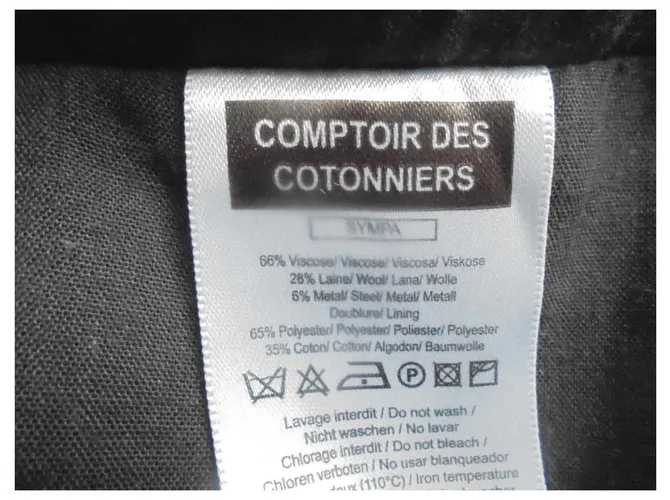 COMPTOIR DES
COTONNIERS
SYMPA
66% Viscose/ Viscose/ Viscosa/ Viskose
28% Laine/ Wool/ Lana/ Wolle
6% Metal/ Steel/ Metal/ Metall
Doublure/ Lining
65% Polyester/ Polyester/ Poliester/ Polyester
35% Coton/ Cotton/ Algodon/ Baumwolle
P
Lavage interdit / Do not wash /
Nicht waschen / No lavar
Chlorage interdit / Do not bleach /
Chloren verboten / No usar blanqueador
doux (110°C) / Iron temperature